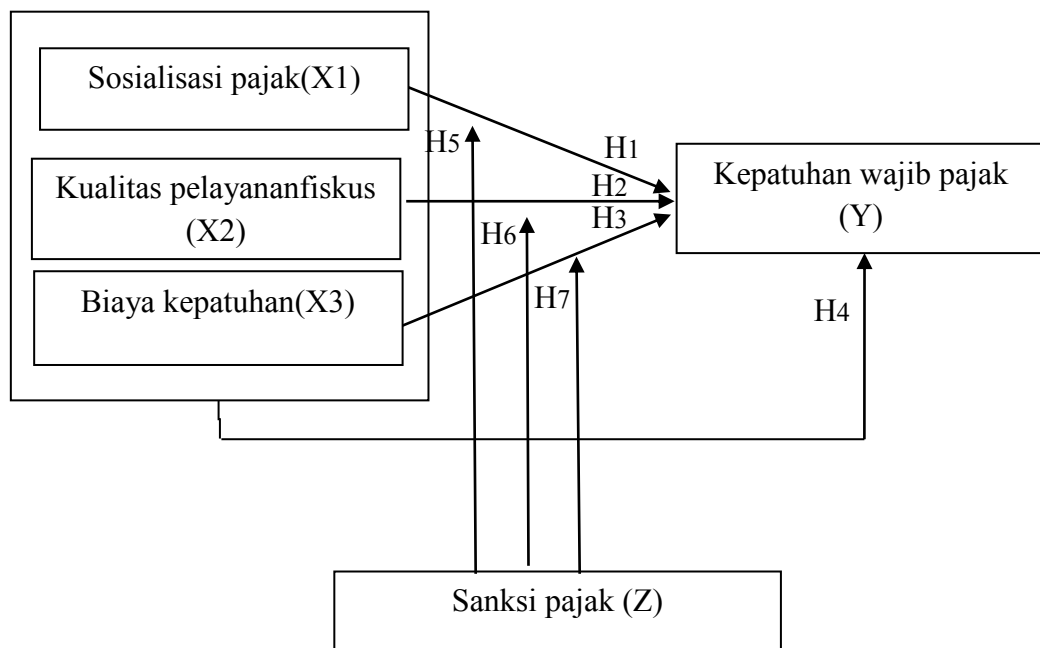 Sosialisasi pajak(X1)
H5
H1
Kualitas pelayananfiskus
(X2)
H2
H3
H6
Kepatuhan wajib pajak
(Y)
Biaya kepatuhan(X3)
H7
H4
Sanksi pajak (Z)